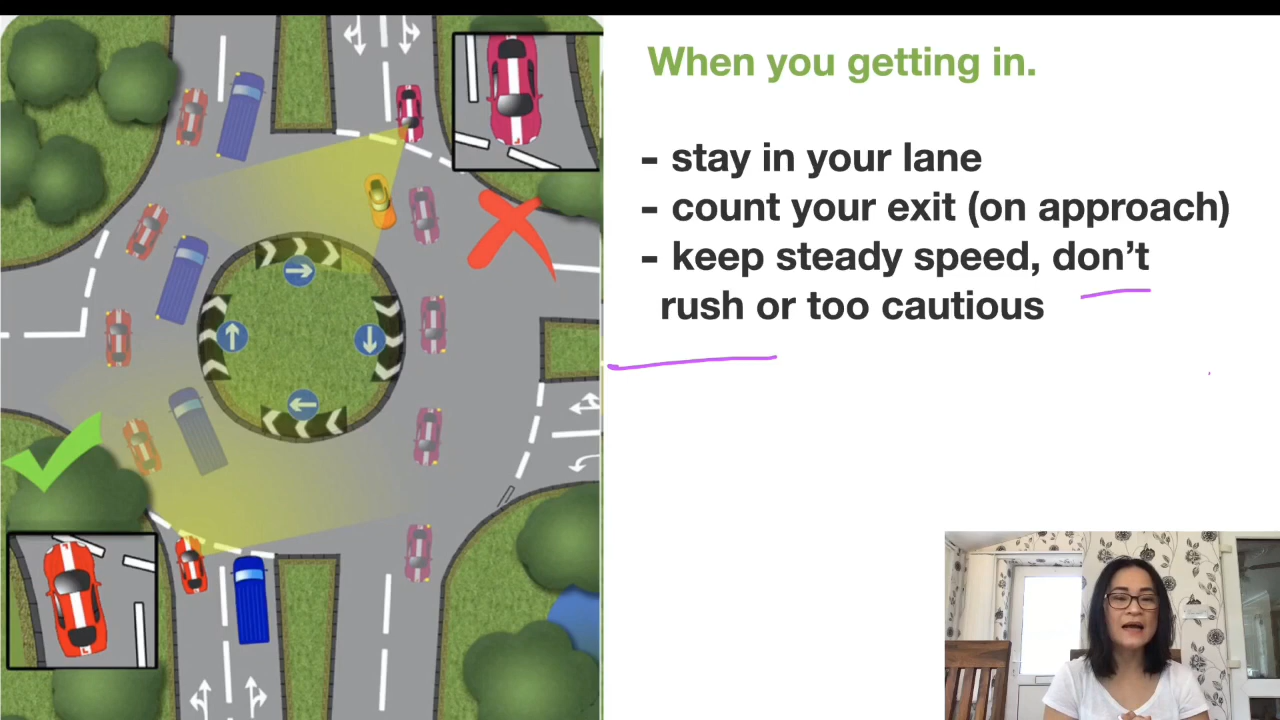 When you getting in.
- stay in your lane
- count your exit (on approach)
- keep steady speed, don’t
rush or too cautious